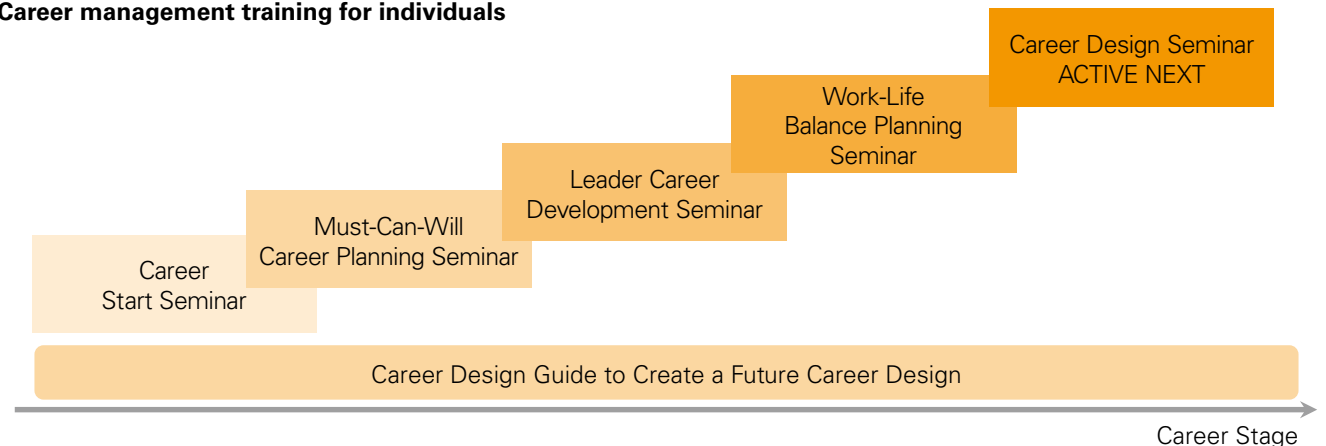 Career management training for individuals
Career Design Seminar
ACTIVE NEXT
Work-Life
Balance Planning
Seminar
Leader Career
Development Seminar
Must-Can-Will
Career Planning Seminar
Career
Start Seminar
Career Design Guide to Create a Future Career Design
Career Stage